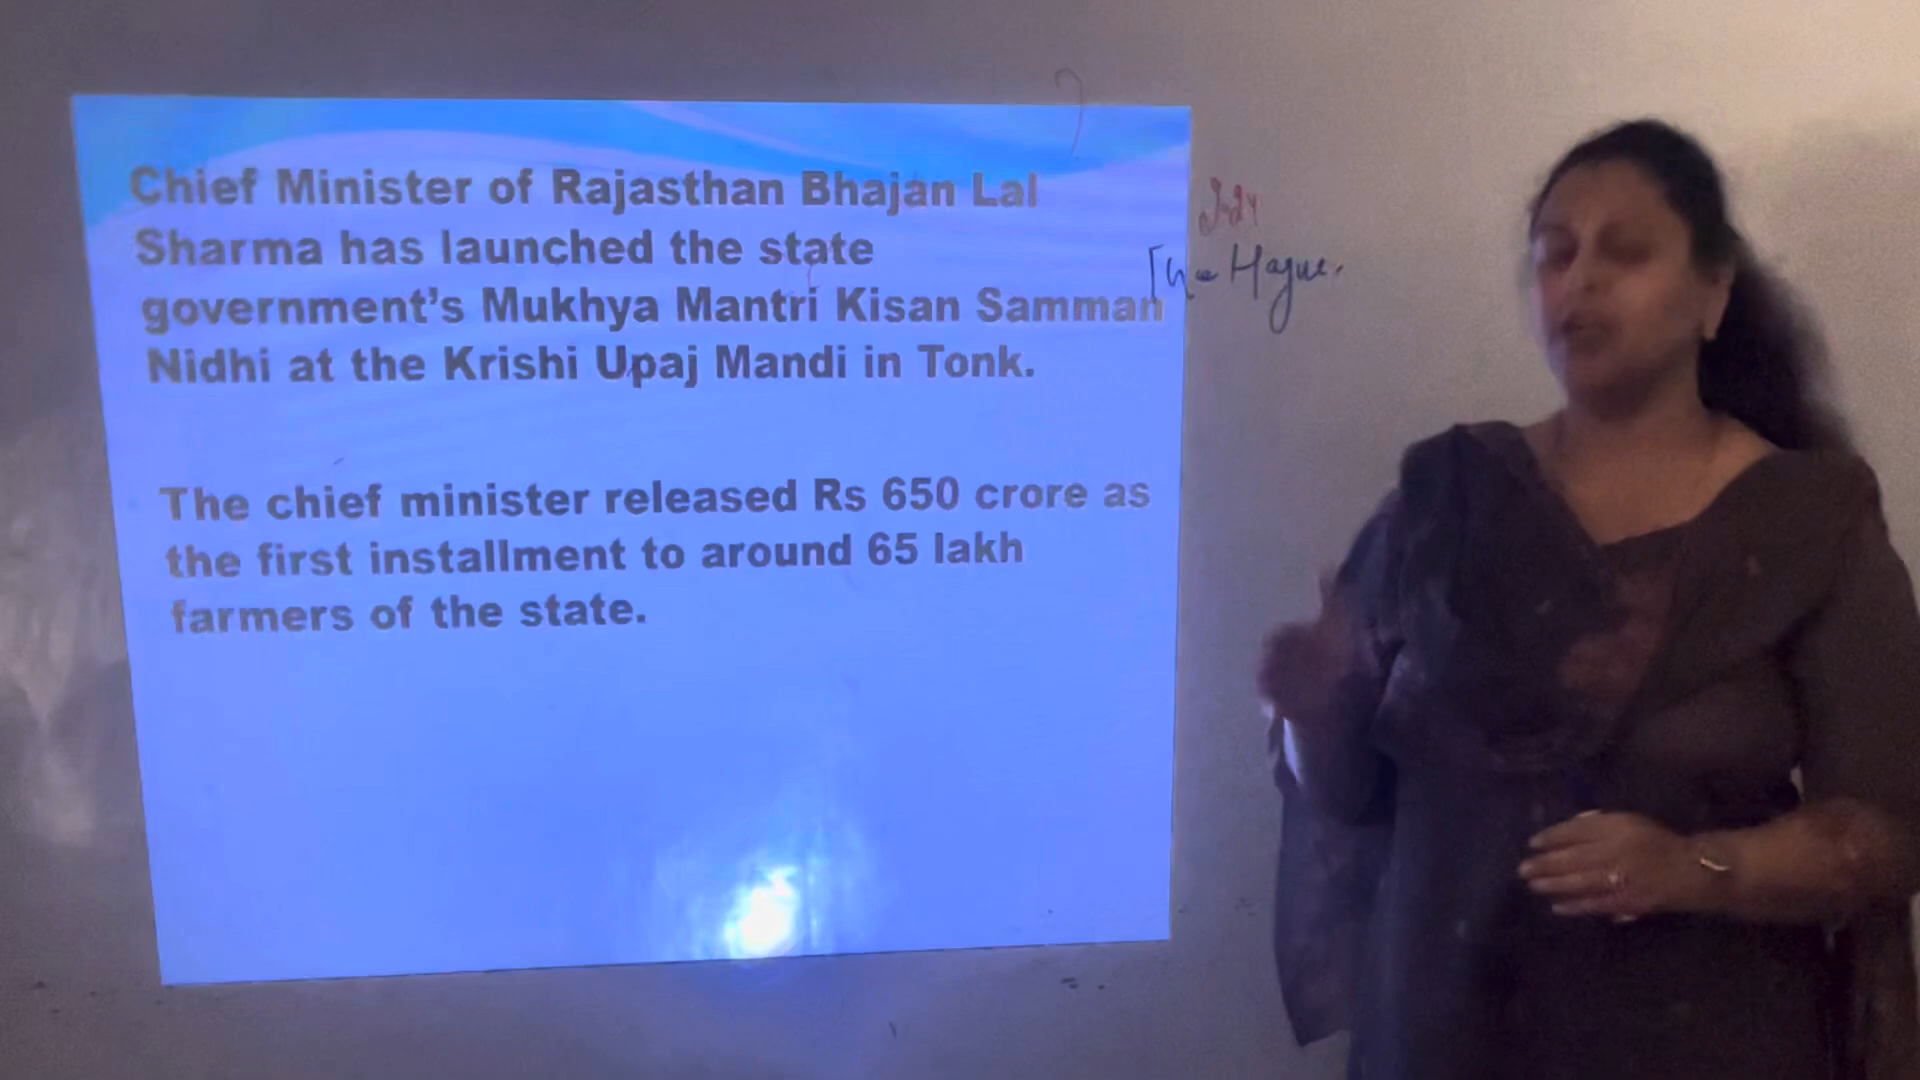 Chief Minister of Rajasthan Bhajan Lal
Sharma has launched the state
government's Mukhya Mantri Kisan Samman
Nidhi at the Krishi Upaj Mandi in Tonk.
The chief minister released Rs 650 crore as
the first installment to around 65 lakh
farmers of the state.
The Hague.